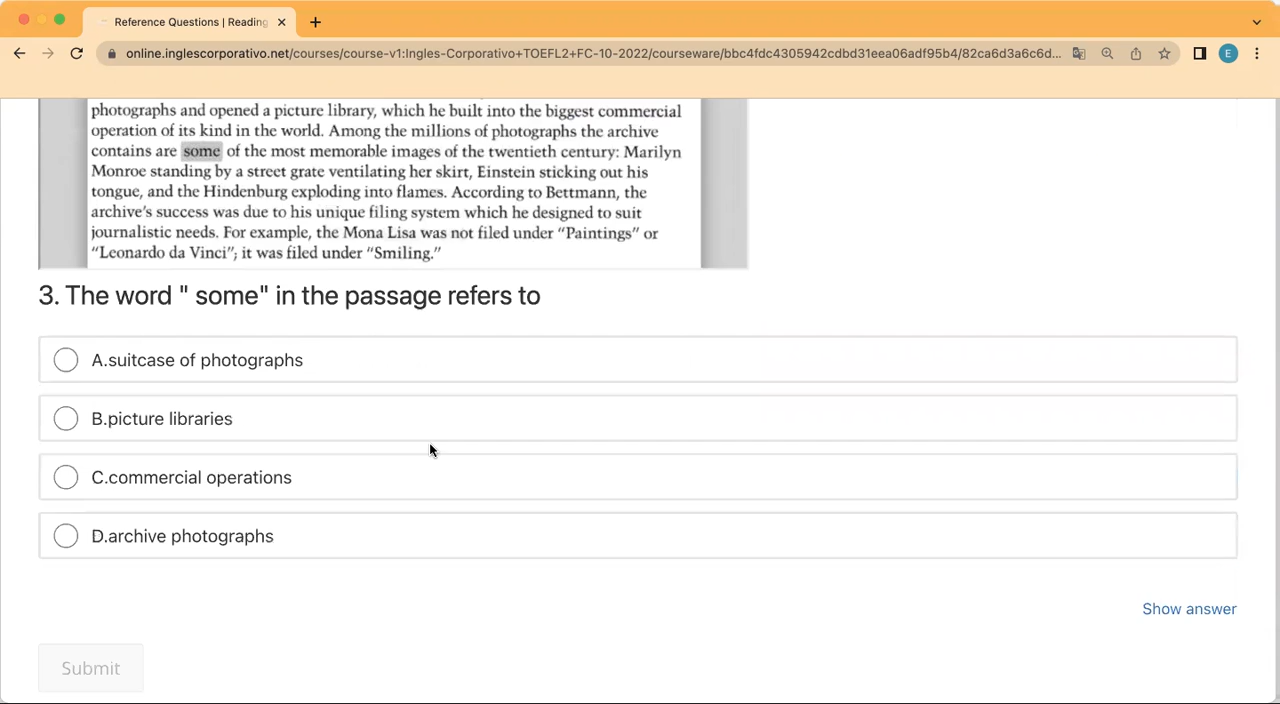 Reference Questions | Reading
online.inglescorporativo.net/courses/course-v1:Ingles-Corporativo+TOEFL2+FC-10-2022/courseware/bbc4fdc4305942cdbd31eea06adf95b4/82ca6d3a6c6d...
E
photographs and opened a picture library, which he built into the biggest commercial
operation of its kind in the world. Among the millions of photographs the archive
contains are some of the most memorable images of the twentieth century: Marilyn
Monroe standing by a street grate ventilating her skirt, Einstein sticking out his
tongue, and the Hindenburg exploding into flames. According to Bettmann, the
archive's success was due to his unique filing system which he designed to suit
journalistic needs. For example, the Mona Lisa was not filed under "Paintings" or
"Leonardo da Vinci"; it was filed under "Smiling."
3. The word " some" in the passage refers to
A.suitcase of photographs
B.picture libraries
C.commercial operations
D.archive photographs
Show answer
Submit